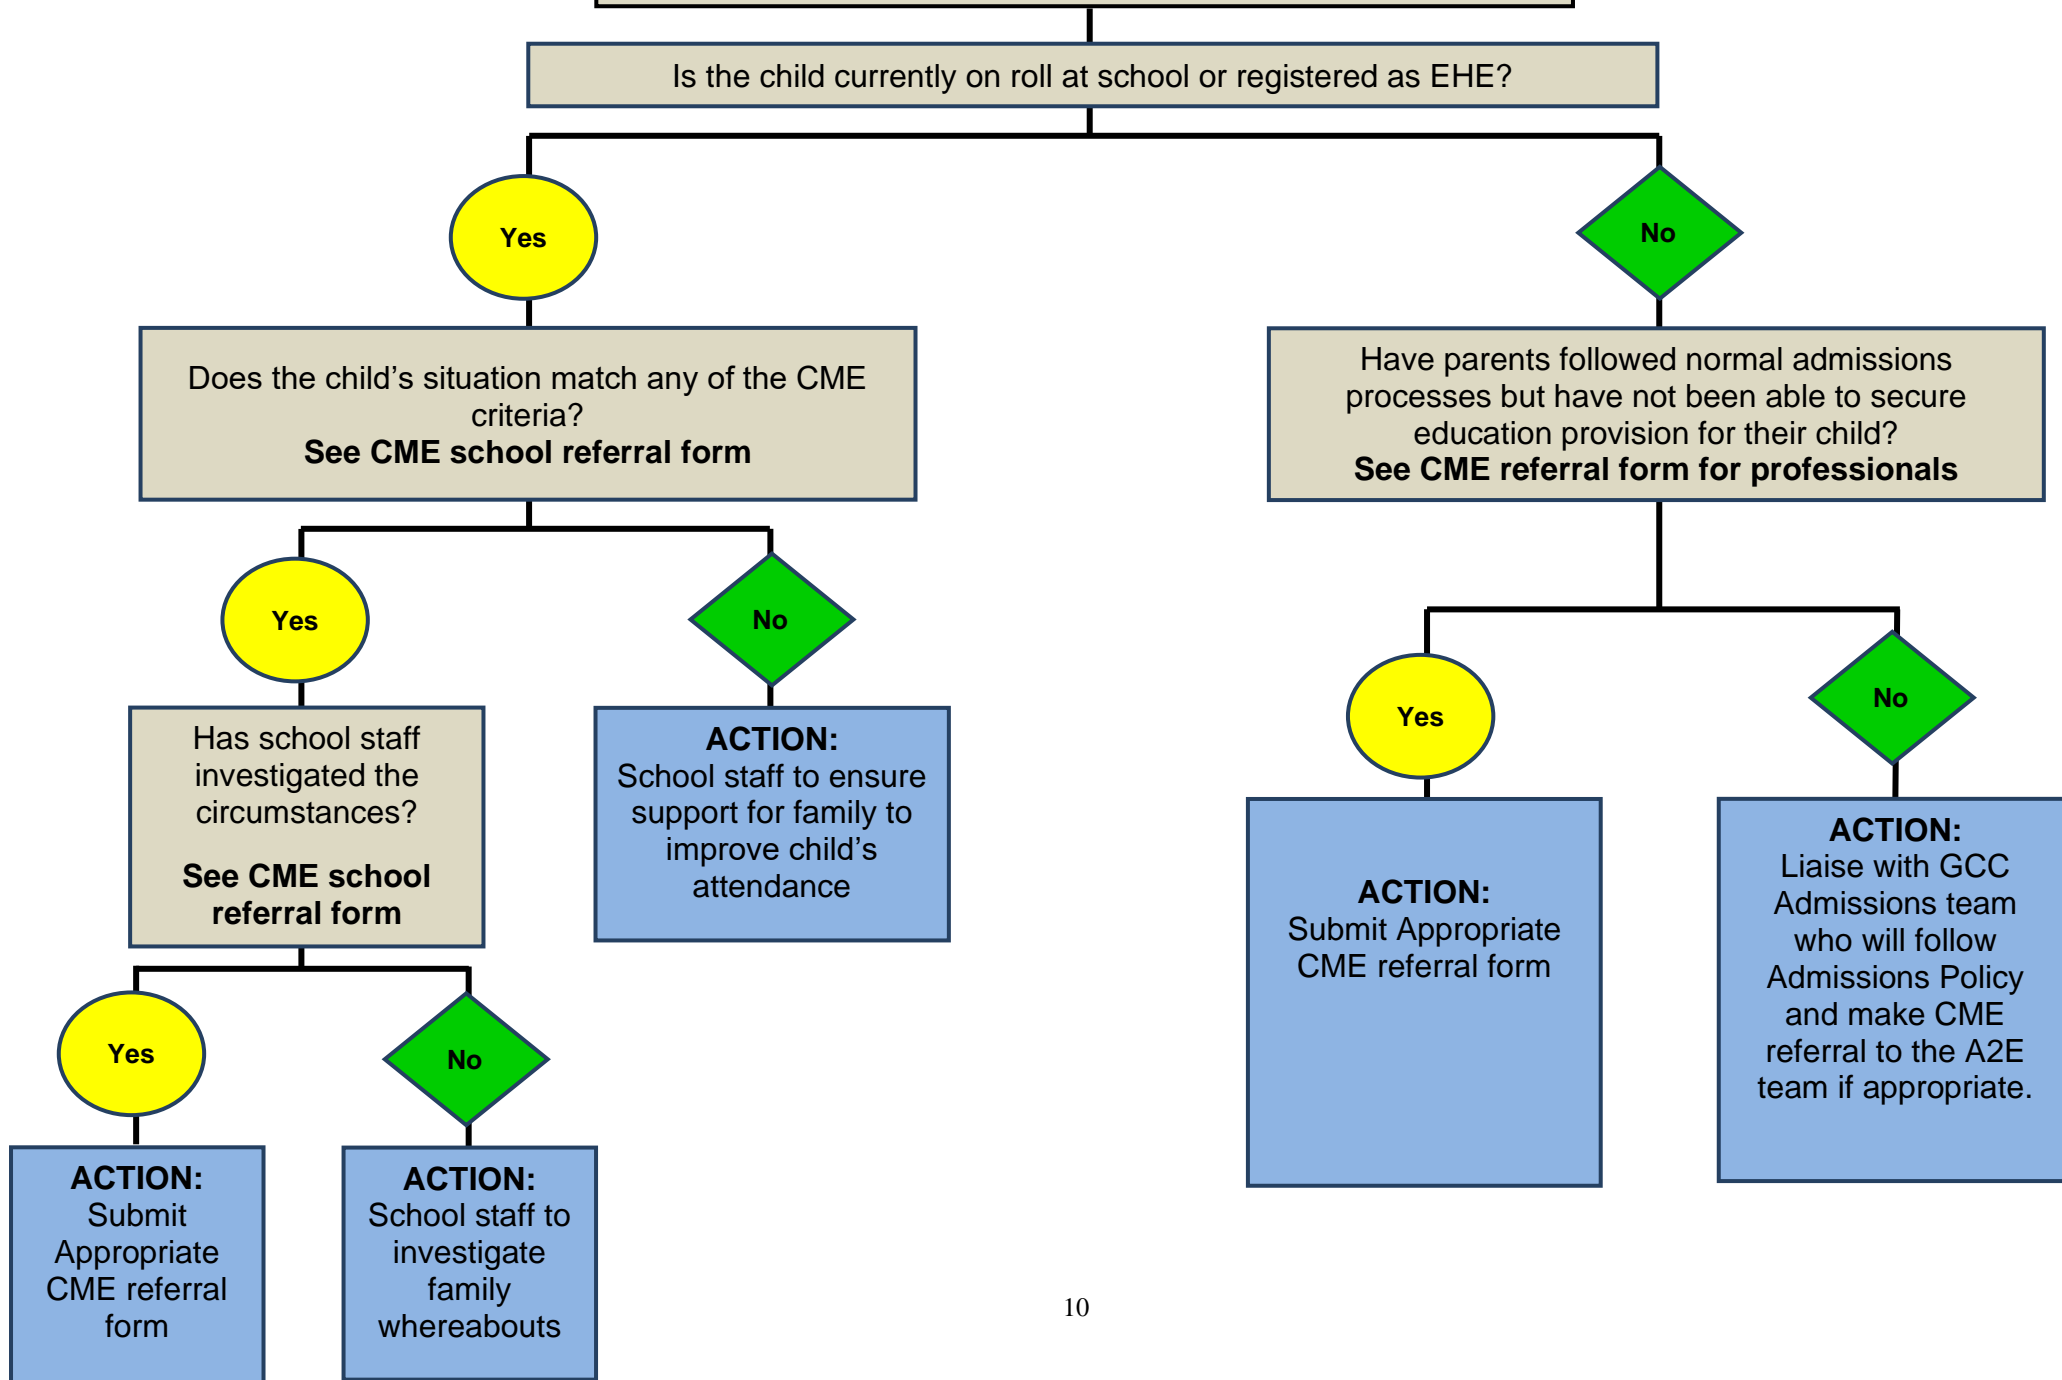 Is the child currently on roll at school or registered as EHE?
Yes
No
Does the child’s situation match any of the CME
criteria?
See CME school referral form
Have parents followed normal admissions
processes but have not been able to secure
education provision for their child?
See CME referral form for professionals
Yes
No
Yes
No
Has school staff
investigated the
circumstances?
See CME school
referral form
ACTION:
School staff to ensure
support for family to
improve child’s
attendance
ACTION:
Submit Appropriate
CME referral form
ACTION:
Liaise with GCC
Admissions team
who will follow
Admissions Policy
and make CME
referral to the A2E
team if appropriate.
Yes
No
ACTION:
Submit
Appropriate
CME referral
form
ACTION:
School staff to
investigate
family
whereabouts
10